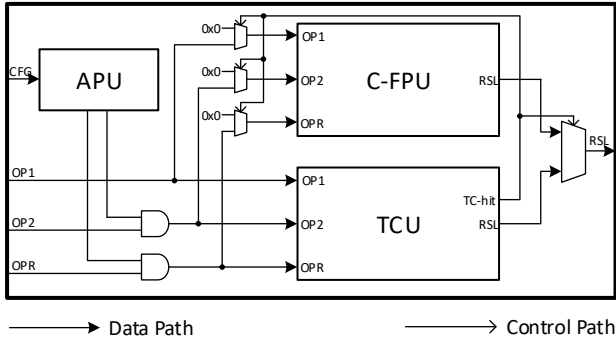 0x0
OP1
CFG
APU
0x0
OP2
C-FPU
RSL
0x0
OPR
RSL
OP1
OP1
TC-hit
OP2
OP2
TCU
RSL
OPR
OPR
Data Path
Control Path